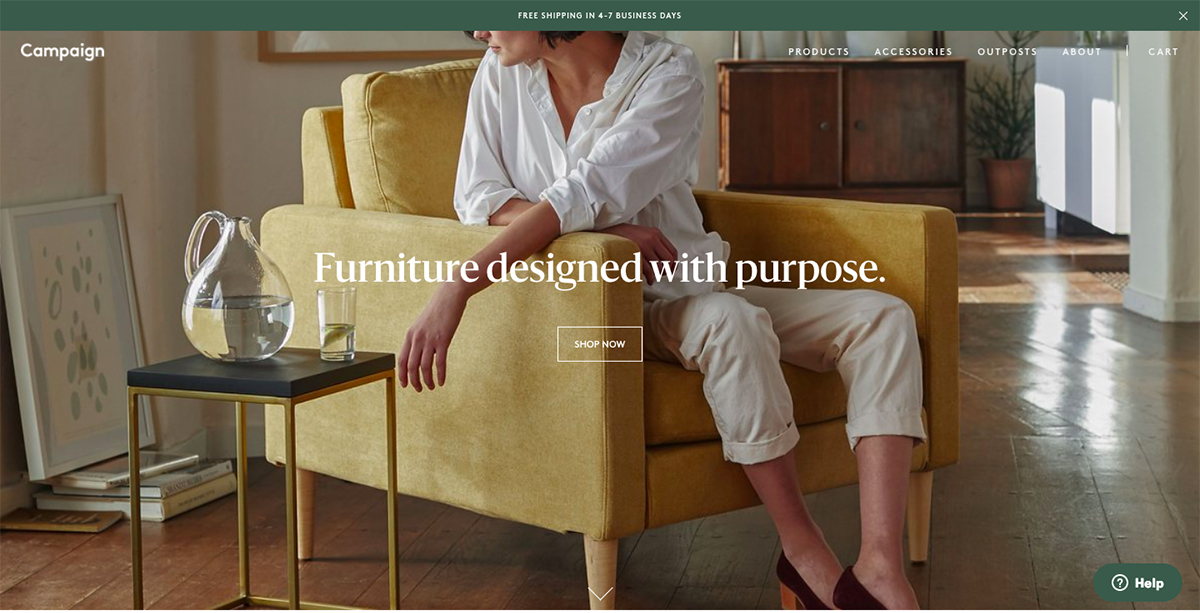 FREE SHIPPING IN 4-7 BUSINESS DAYS
Campaign
PRODUCTS ACCESSORIES OUTPOSTS ABOUT CART
Furniture designed with purpose.
SHOP NOW
Help